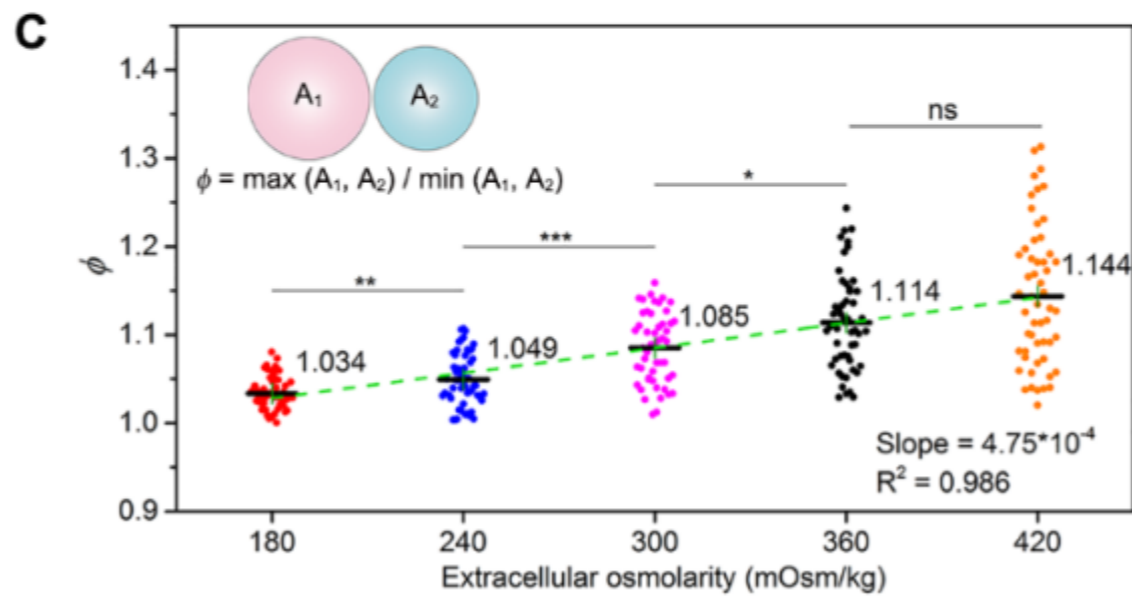 C
1.4
1.3
1.2
1.1
1.0
0.9
ϕ
A₁ A₂
ϕ = max (A₁, A₂) / min (A₁, A₂)
**
***
*
ns
1.034
1.049
1.085
1.114
1.144
Slope = 4.75*10⁻⁴
R² = 0.986
180 240 300 360 420
Extracellular osmolarity (mOsm/kg)